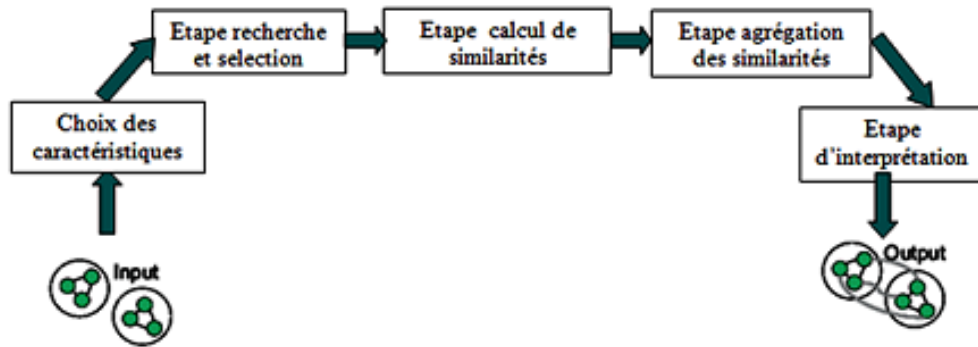 Etape recherche
et selection
Etape calcul de
similarités
Etape agrégation
des similarités
Choix des
caractéristiques
Etape
d'interprétation
Input
Output